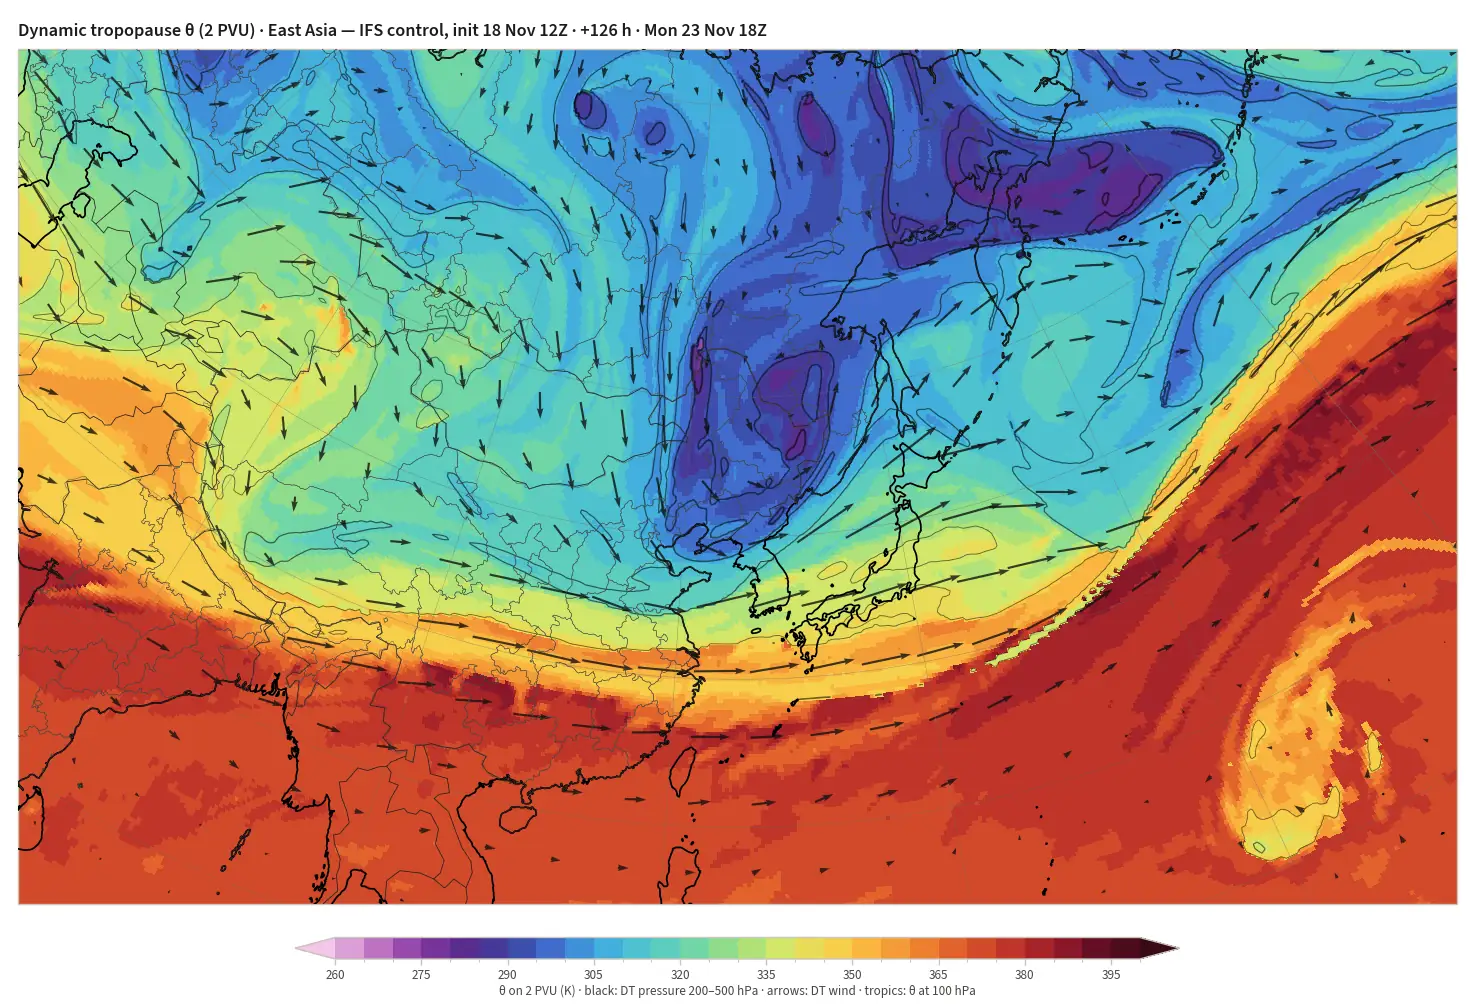 Dynamic tropopause θ (2 PVU) · East Asia — IFS control, init 18 Nov 12Z · +126 h · Mon 23 Nov 18Z
260 275 290 305 320 335 350 365 380 395
θ on 2 PVU (K) · black: DT pressure 200–500 hPa · arrows: DT wind · tropics: θ at 100 hPa